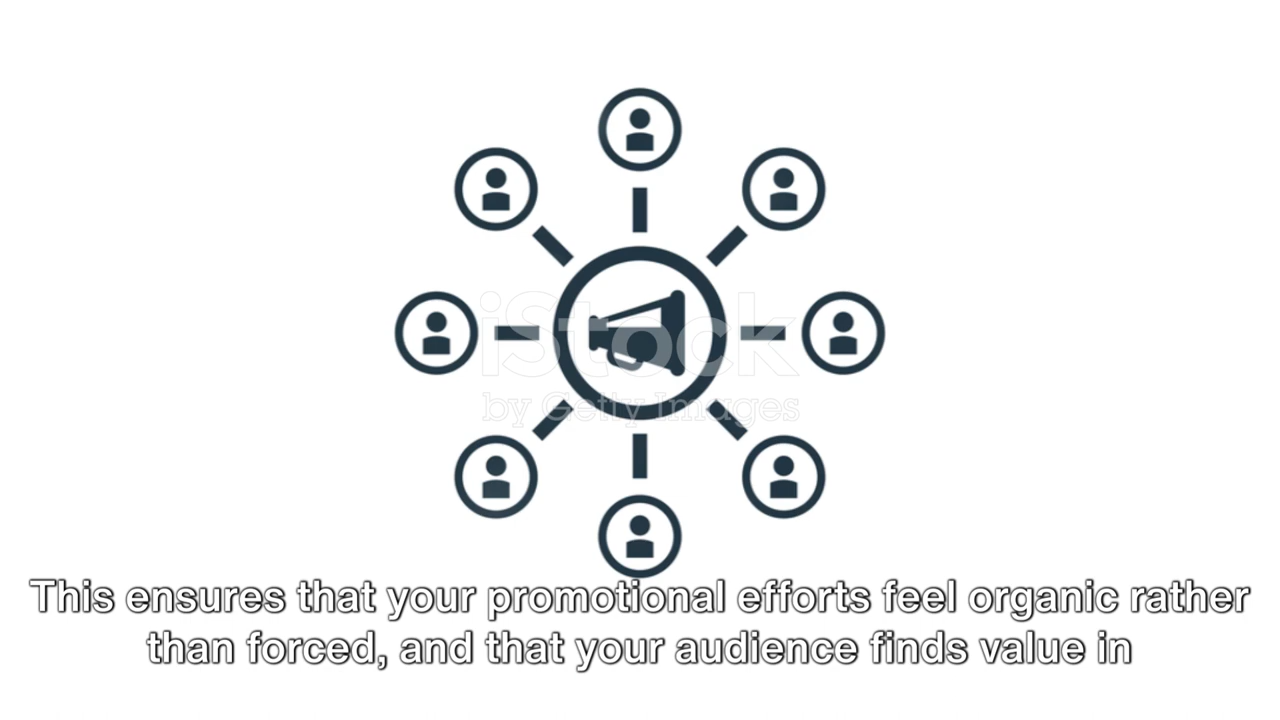 iStock
by Getty Images
This ensures that your promotional efforts feel organic rather
than forced, and that your audience finds value in